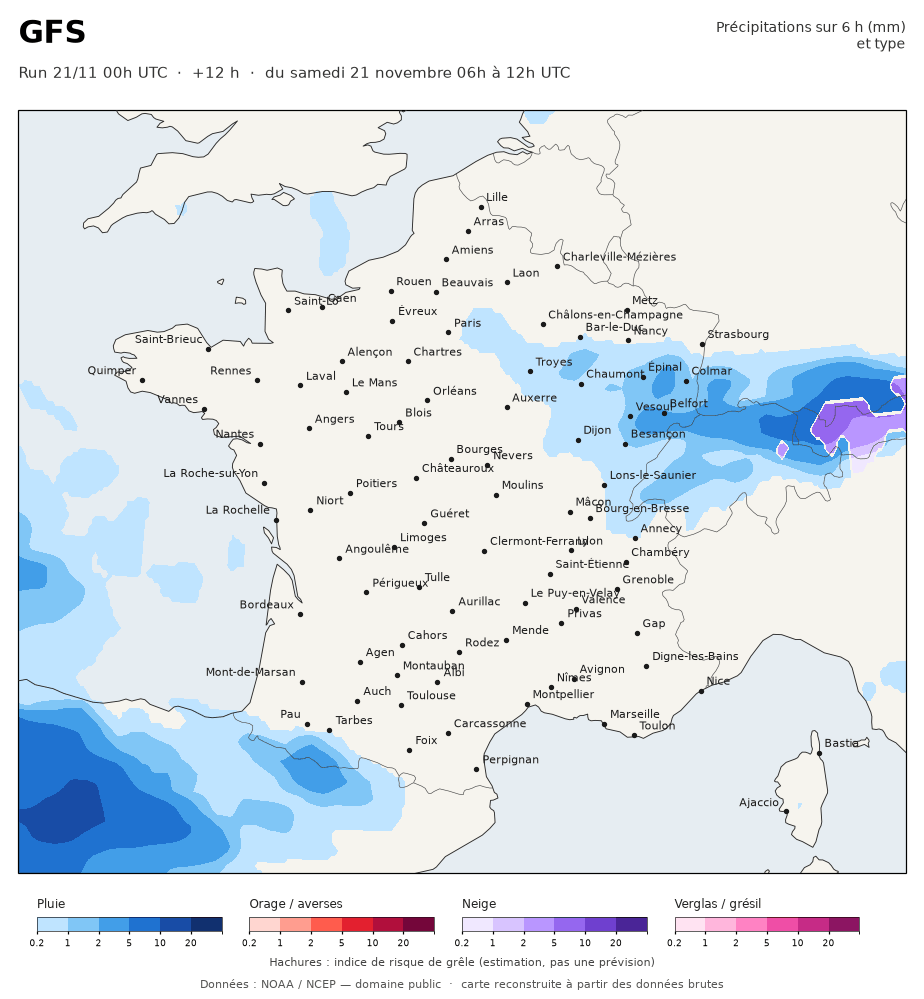 GFS
Précipitations sur 6 h (mm)
et type
Run 21/11 00h UTC · +12 h · du samedi 21 novembre 06h à 12h UTC
Lille
Arras
Amiens
Charleville-Mézières
Laon
Rouen
Beauvais
Saint-Lô
Caen
Metz
Évreux
Châlons-en-Champagne
Paris
Bar-le-Duc
Nancy
Strasbourg
Saint-Brieuc
Alençon
Chartres
Troyes
Quimper
Rennes
Laval
Le Mans
Chaumont
Épinal
Colmar
Vannes
Orléans
Auxerre
Blois
Vesoul
Belfort
Nantes
Angers
Tours
Dijon
Besançon
Bourges
Nevers
La Roche-sur-Yon
Châteauroux
Lons-le-Saunier
Poitiers
Moulins
Niort
La Rochelle
Mâcon
Bourg-en-Bresse
Guéret
Annecy
Limoges
Clermont-Ferrand
Lyon
Angoulême
Chambéry
Saint-Étienne
Périgueux
Tulle
Grenoble
Le Puy-en-Velay
Valence
Bordeaux
Aurillac
Privas
Mende
Gap
Cahors
Rodez
Agen
Digne-les-Bains
Mont-de-Marsan
Montauban
Albi
Avignon
Nîmes
Nice
Auch
Toulouse
Montpellier
Pau
Tarbes
Carcassonne
Marseille
Toulon
Foix
Bastia
Perpignan
Ajaccio
Pluie
Orage / averses
Neige
Verglas / grésil
0.2 1 2 5 10 20
0.2 1 2 5 10 20
0.2 1 2 5 10 20
0.2 1 2 5 10 20
Hachures : indice de risque de grêle (estimation, pas une prévision)
Données : NOAA / NCEP — domaine public · carte reconstruite à partir des données brutes